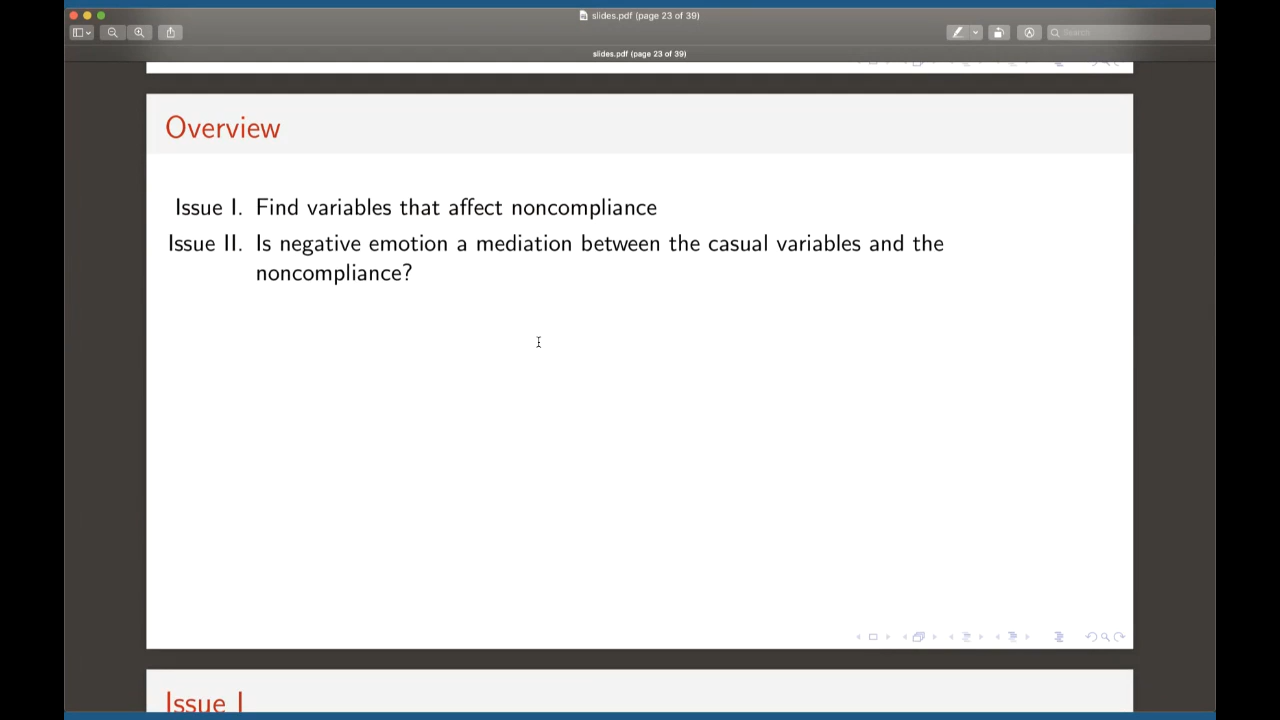 slides.pdf (page 23 of 39)
Search
slides.pdf (page 23 of 39)
Overview
Issue I. Find variables that affect noncompliance
Issue II. Is negative emotion a mediation between the casual variables and the
noncompliance?
Issue I